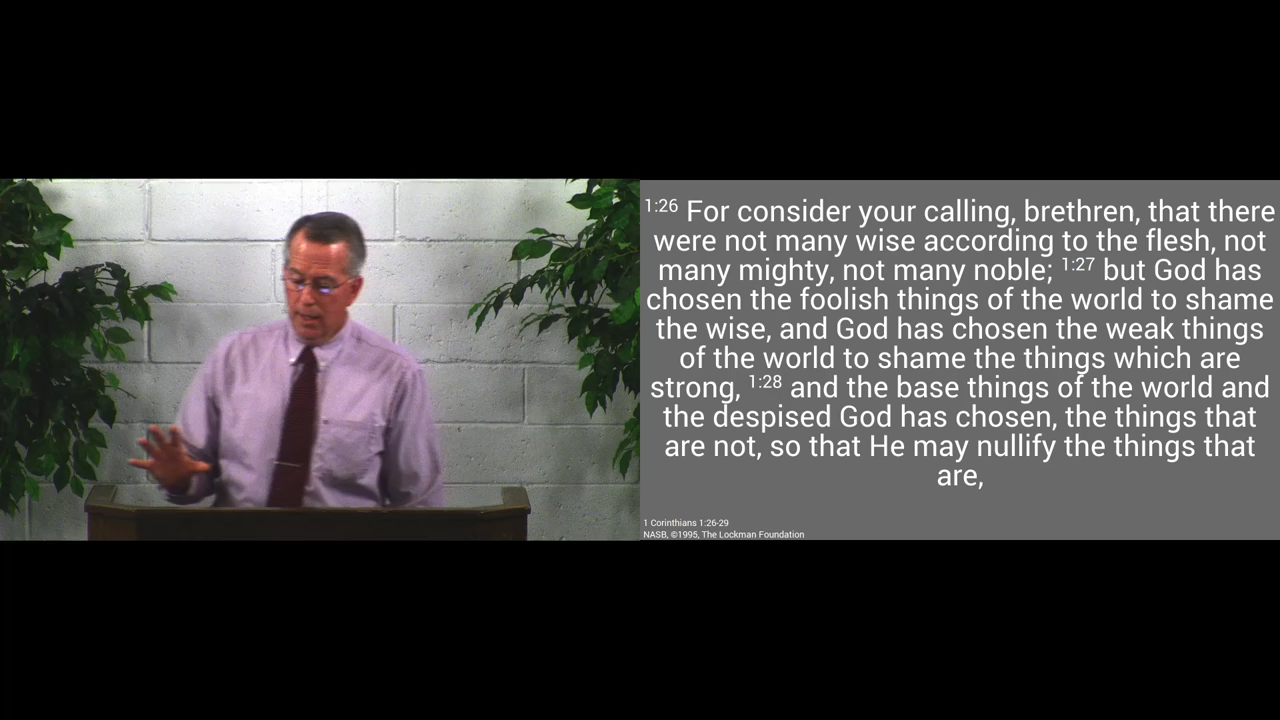 1:26 For consider your calling, brethren, that there
were not many wise according to the flesh, not
many mighty, not many noble; 1:27 but God has
chosen the foolish things of the world to shame
the wise, and God has chosen the weak things
of the world to shame the things which are
strong, 1:28 and the base things of the world and
the despised God has chosen, the things that
are not, so that He may nullify the things that
are,
1 Corinthians 1:26-29
NASB, ©1995, The Lockman Foundation